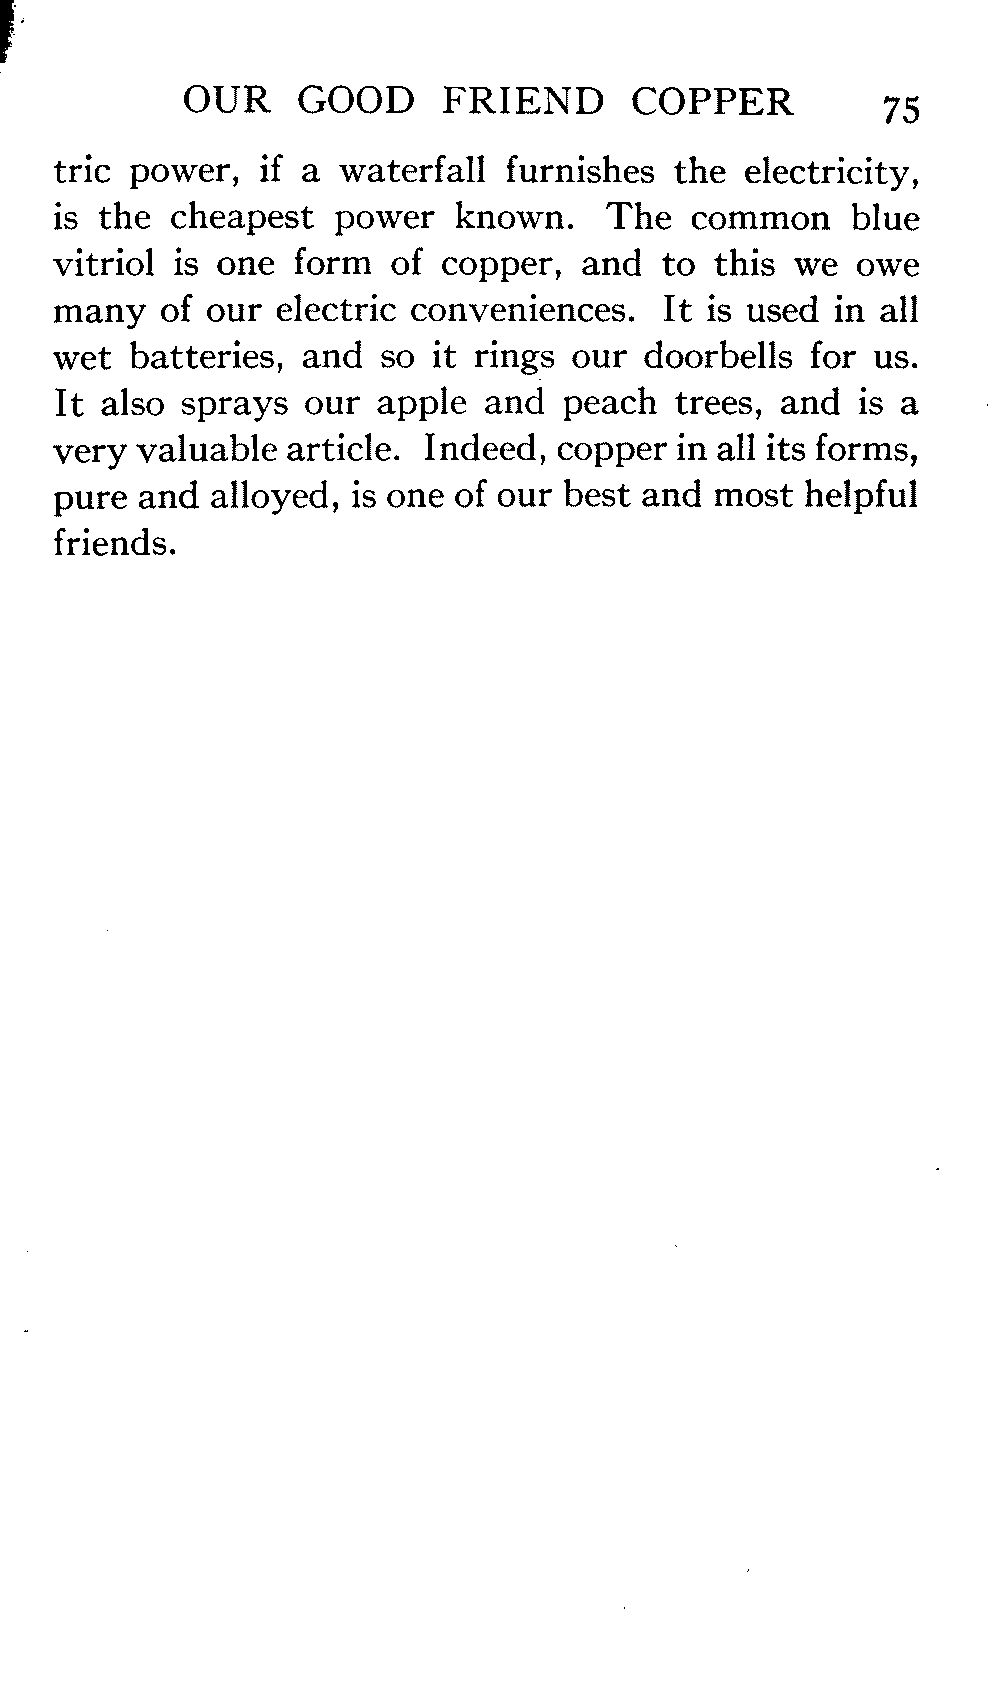 OUR GOOD FRIEND COPPER 75
tric power, if a waterfall furnishes the electricity,
is the cheapest power known. The common blue
vitriol is one form of copper, and to this we owe
many of our electric conveniences. It is used in all
wet batteries, and so it rings our doorbells for us.
It also sprays our apple and peach trees, and is a
very valuable article. Indeed, copper in all its forms,
pure and alloyed, is one of our best and most helpful
friends.